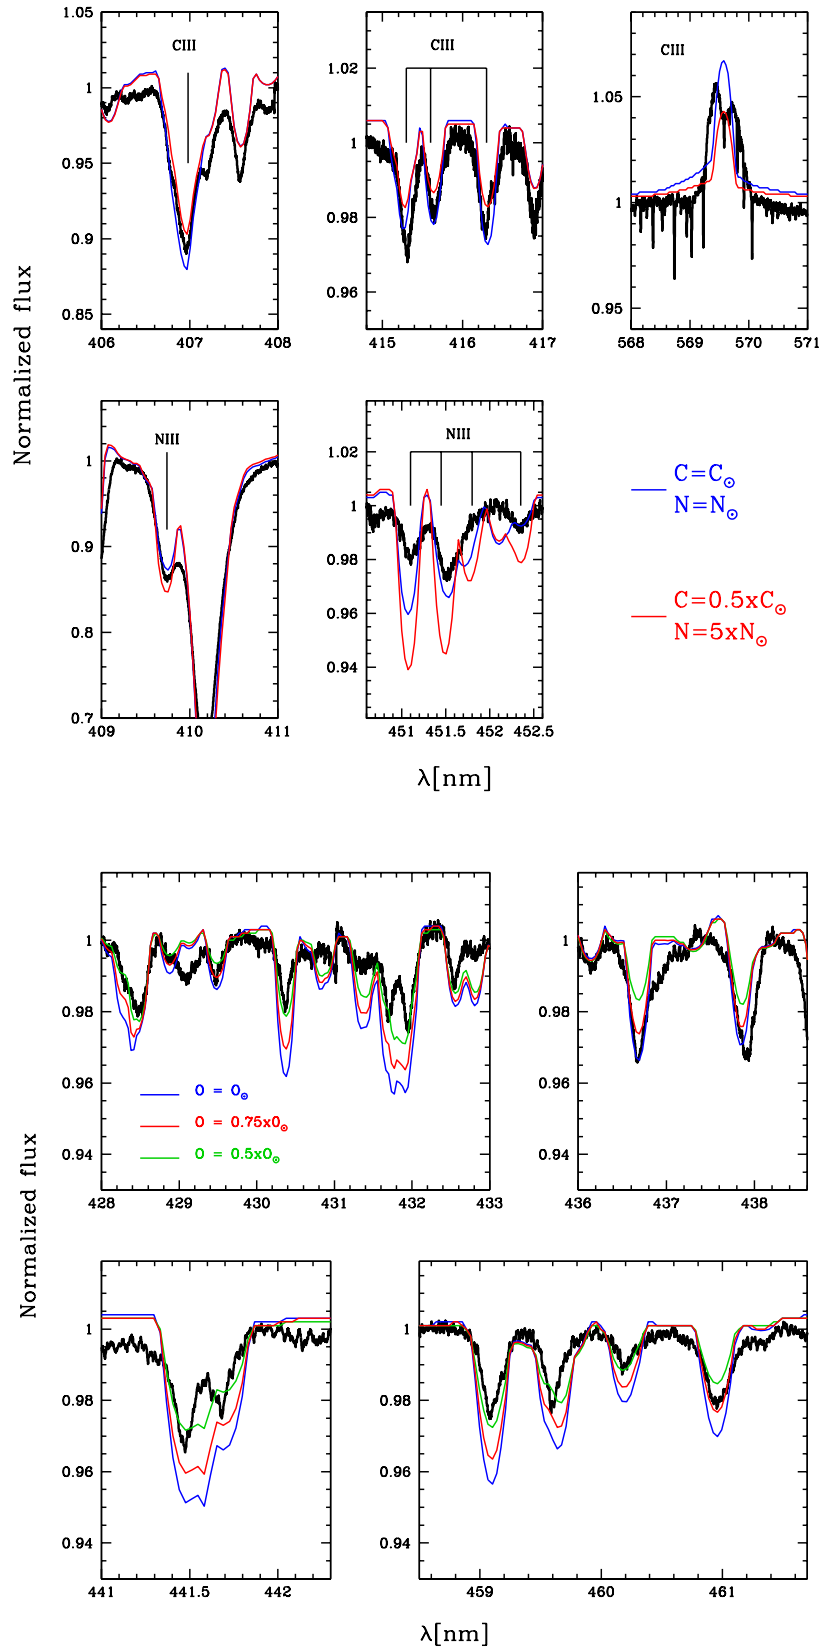 1.05
1
0.95
0.9
0.85
406 407 408
CIII
1.02
1
0.98
0.96
415 416 417
CIII
1.05
1
0.95
568 569 570 571
CIII
Normalized flux
1
0.9
0.8
0.7
409 410 411
NIII
1.02
1
0.98
0.96
0.94
451 451.5 452 452.5
NIII
C=C⊙
N=N⊙
C=0.5xC⊙
N=5xN⊙
λ[nm]
1
0.98
0.96
0.94
428 429 430 431 432 433
O = O⊙
O = 0.75xO⊙
O = 0.5xO⊙
1
0.98
0.96
0.94
436 437 438
Normalized flux
1
0.98
0.96
0.94
441 441.5 442
1
0.98
0.96
0.94
459 460 461
λ[nm]